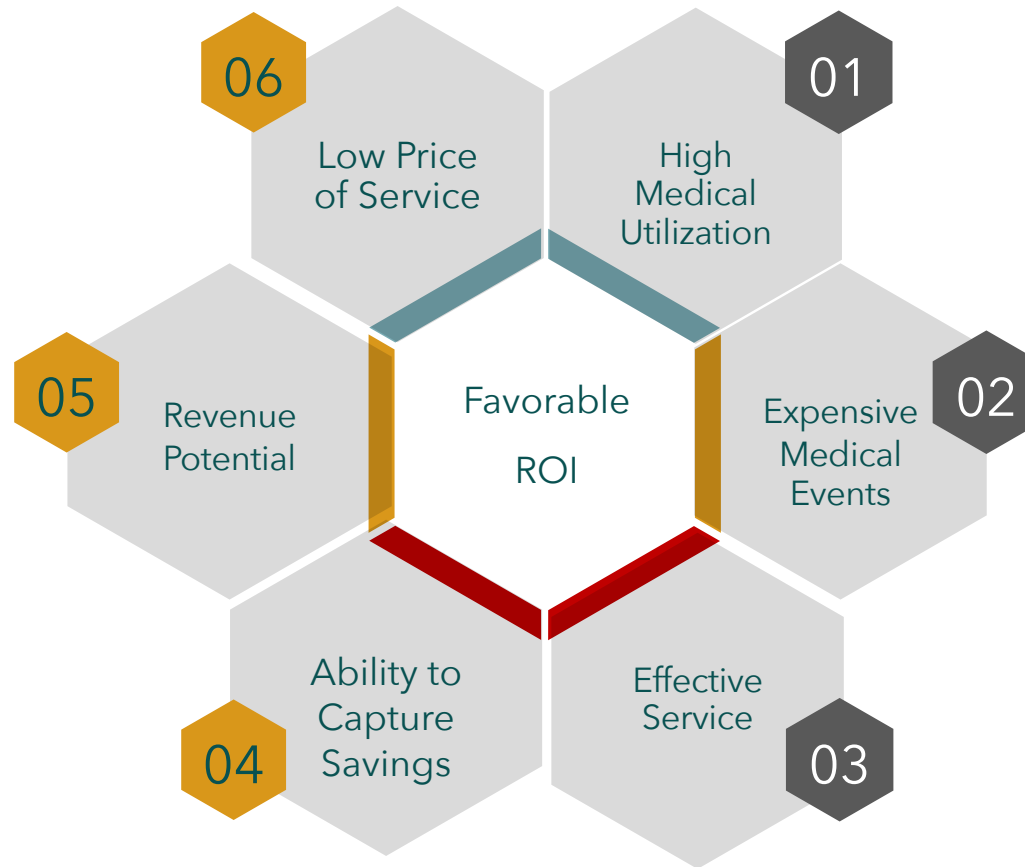 01
High
Medical
Utilization
02
Expensive
Medical
Events
03
Effective
Service
04
Ability to
Capture
Savings
05
Revenue
Potential
06
Low Price
of Service
Favorable
ROI